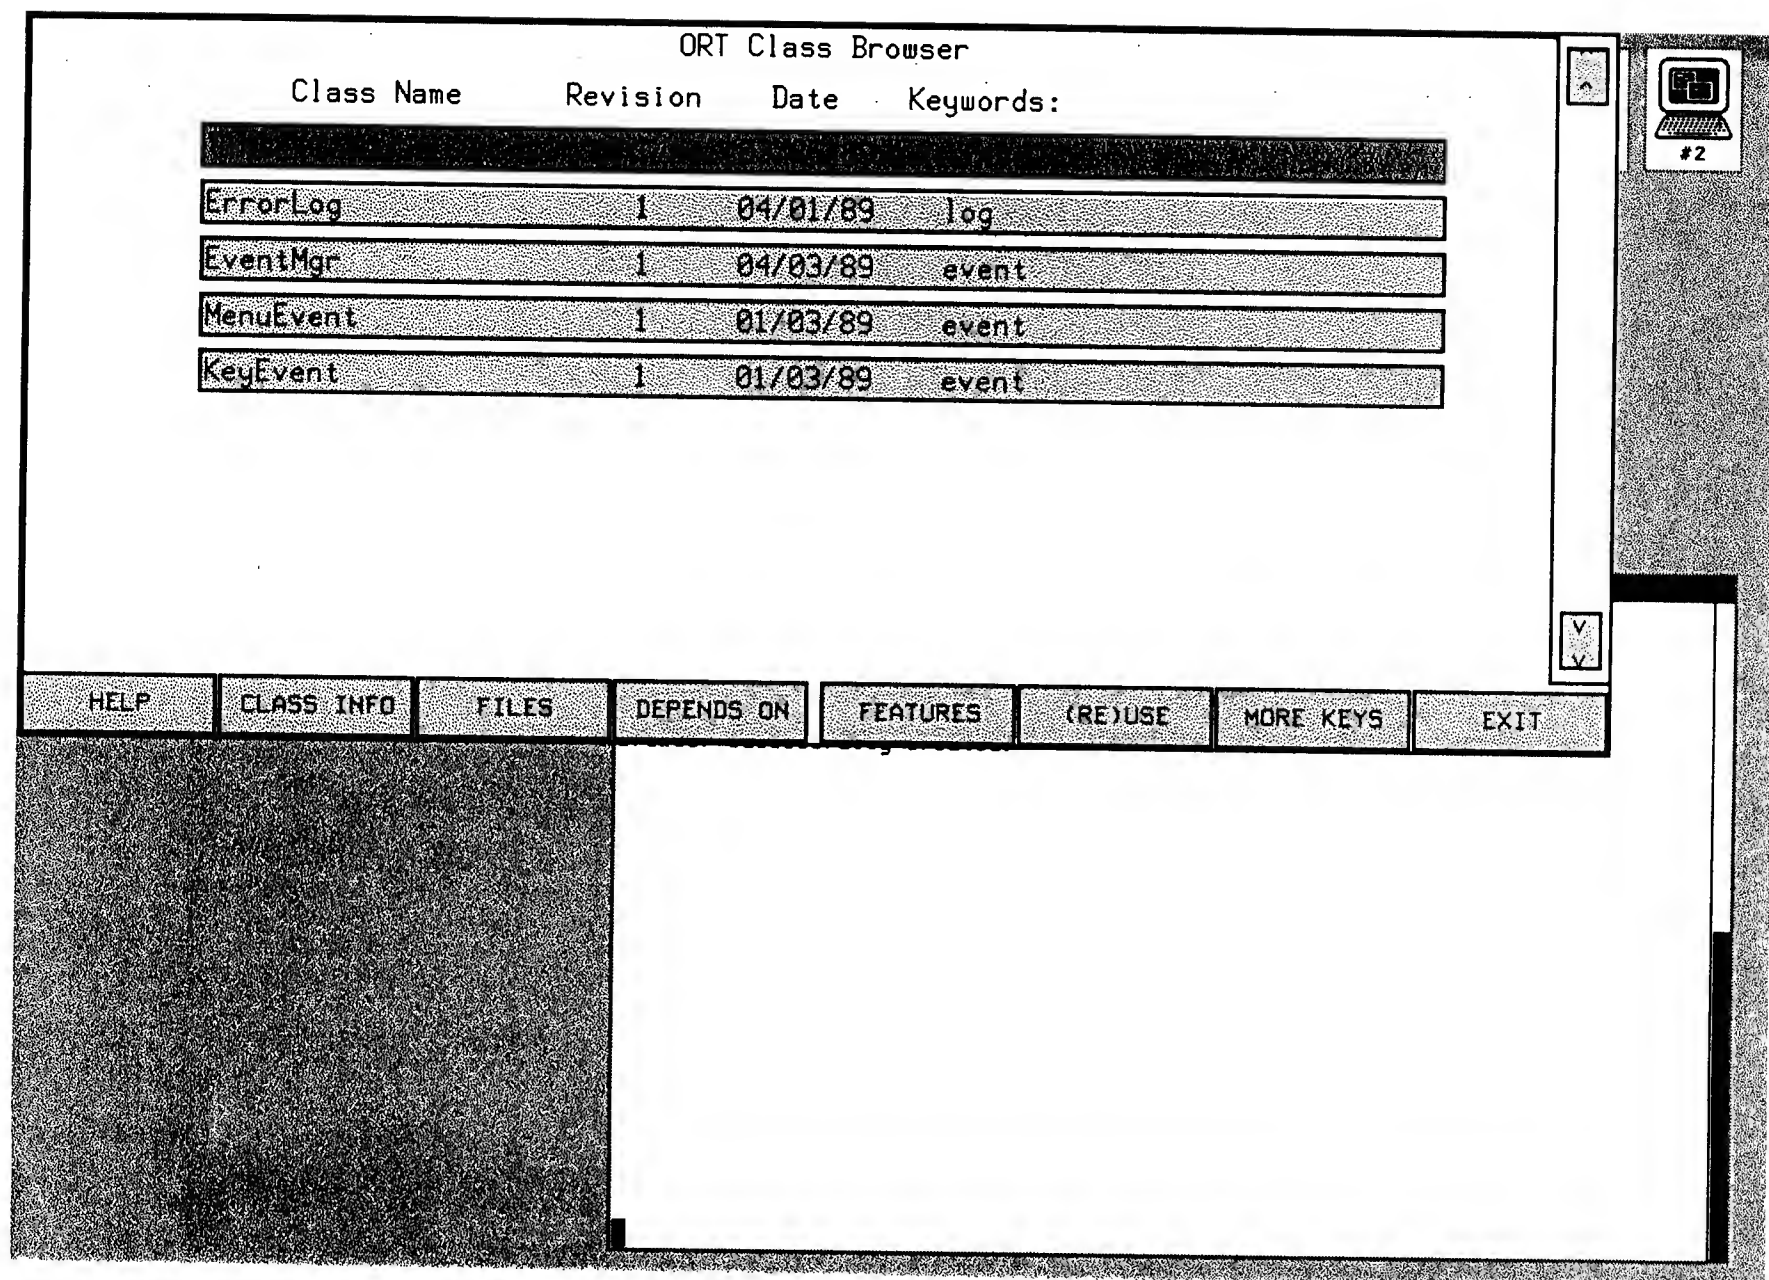 ORT Class Browser
Class Name Revision Date Keywords:
ErrorLog 1 04/01/89 log
EventMgr 1 04/03/89 event
MenuEvent 1 01/03/89 event
KeyEvent 1 01/03/89 event
#2
^
v
v
HELP CLASS INFO FILES DEPENDS ON FEATURES (RE)USE MORE KEYS EXIT